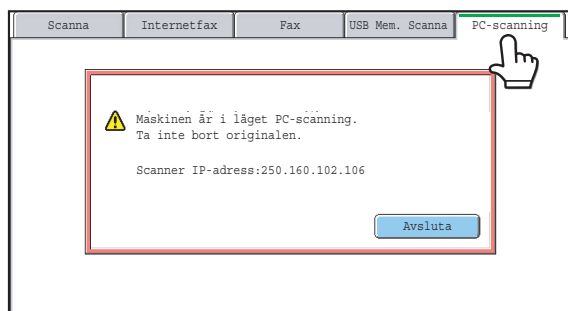 Scanna Internetfax Fax USB Mem. Scanna PC-scanning
Maskinen är i läget PC-scanning.
Ta inte bort originalen.
Scanner IP-adress:250.160.102.106
Avsluta